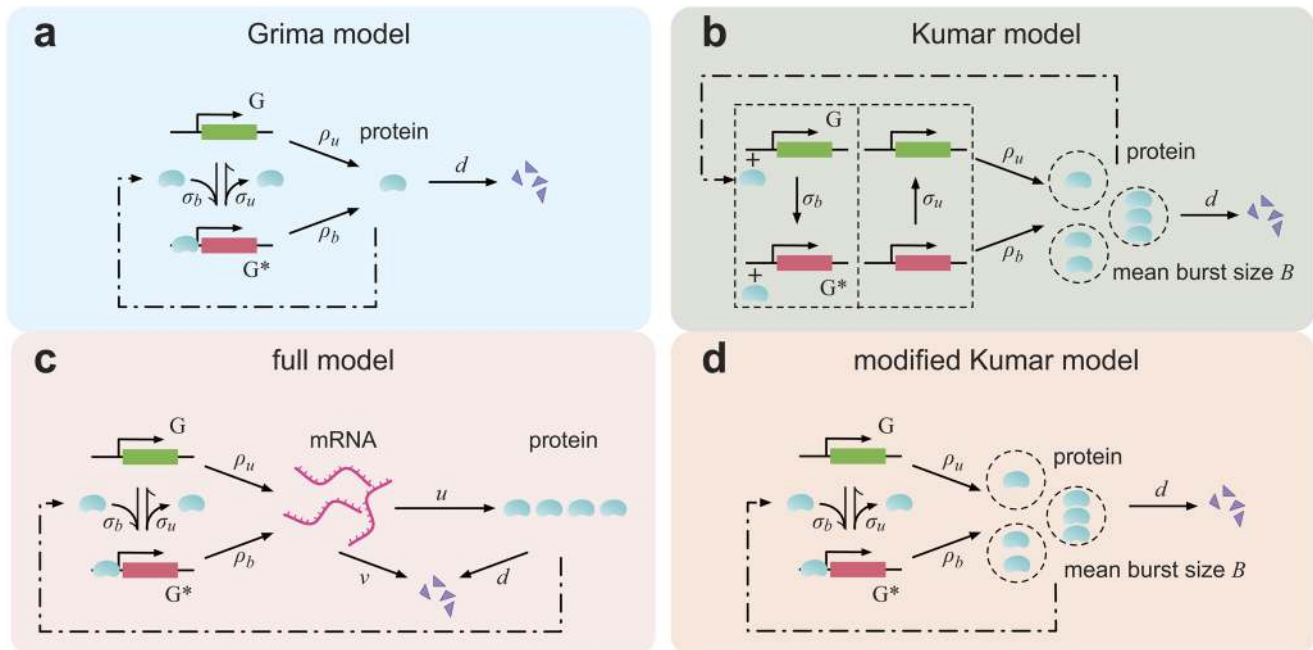 a
Grima model
G
ρu
protein
d
σb
σu
ρb
G*
b
Kumar model
G
+
ρu
protein
σb
σu
d
ρb
+
G*
mean burst size B
c
full model
G
mRNA
protein
ρu
u
σb
σu
ρb
v
d
G*
d
modified Kumar model
G
ρu
protein
d
σb
σu
ρb
mean burst size B
G*